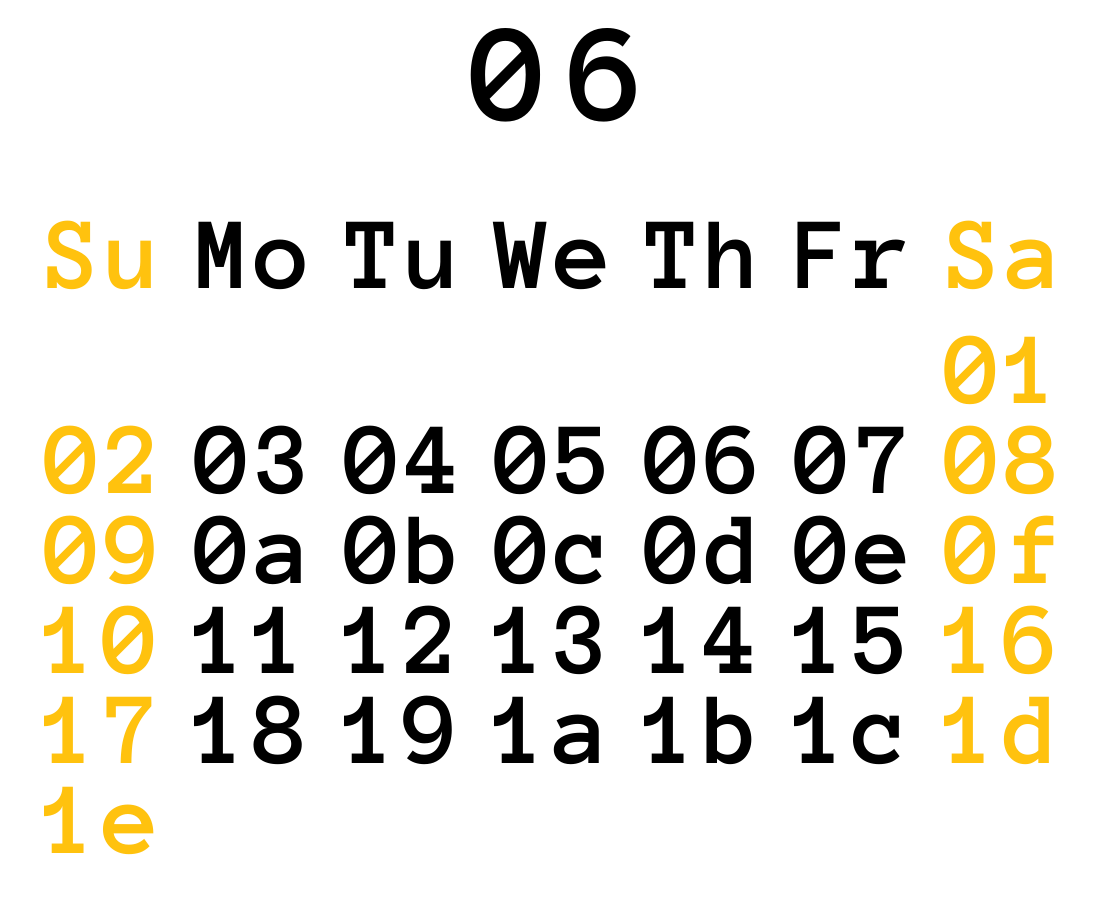 06
Su Mo Tu We Th Fr Sa
01
02 03 04 05 06 07 08
09 0a 0b 0c 0d 0e 0f
10 11 12 13 14 15 16
17 18 19 1a 1b 1c 1d
1e